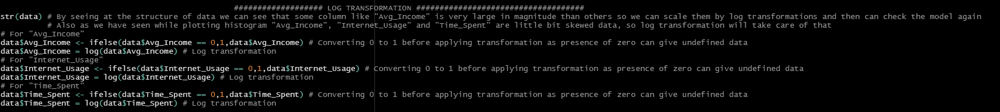 ################### LOG TRANSFORMATION ####################################
str(data) # By seeing at the structure of data we can see that some column like "Avg_Income" is very large in magnitude than others so we can scale them by log transformations and then can check the model again
# Also as we have seen while plotting histogram "Avg_Income", "Internet_Usage" and "Time_Spent" are little bit skewed data, so log transformation will take care of that
# For "Avg_Income"
data$Avg_Income <- ifelse(data$Avg_Income == 0,1,data$Avg_Income) # Converting 0 to 1 before applying transformation as presence of zero can give undefined data
data$Avg_Income = log(data$Avg_Income) # Log transformation
# For "Internet_Usage"
data$Internet_Usage <- ifelse(data$Internet_Usage == 0,1,data$Internet_Usage) # Converting 0 to 1 before applying transformation as presence of zero can give undefined data
data$Internet_Usage = log(data$Internet_Usage) # Log transformation
# For "Time_Spent"
data$Time_Spent <- ifelse(data$Time_Spent == 0,1,data$Time_Spent) # Converting 0 to 1 before applying transformation as presence of zero can give undefined data
data$Time_Spent = log(data$Time_Spent) # Log transformation